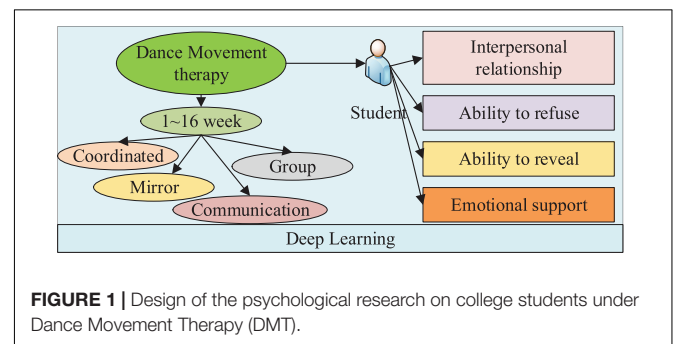 Dance Movement
therapy
1~16 week
Coordinated
Mirror
Communication
Group
Student
Interpersonal
relationship
Ability to refuse
Ability to reveal
Emotional support
Deep Learning
FIGURE 1 | Design of the psychological research on college students under
Dance Movement Therapy (DMT).